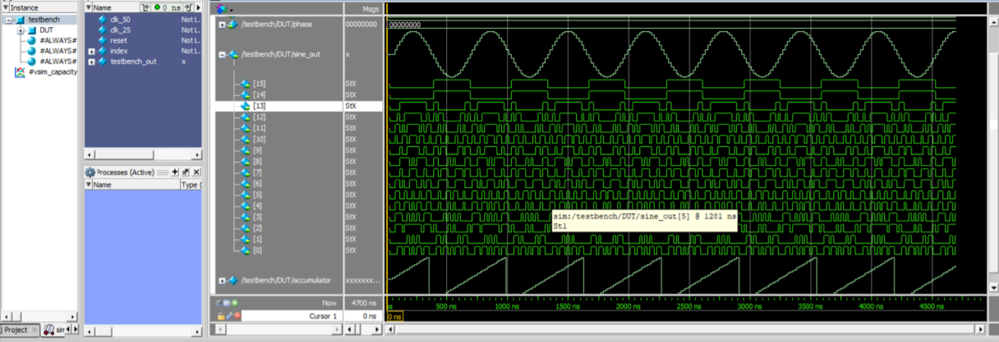 Instance
testbench
DUT
#ALWAYS#
#ALWAYS#
#ALWAYS#
#vsim_capacity
Project
sim
Name
0 ns
clk_50 Not L.
clk_25 Not L.
reset Not L.
index Not L.
testbench_out x
Processes (Active)
Name Type (
Msgs
/testbench/DUT/phase 00000000 00000000
/testbench/DUT/sine_out x
[15] StX
[14] StX
[13] StX
[12] StX
[11] StX
[10] StX
[9] StX
[8] StX
[7] StX
[6] StX
[5] StX
[4] StX
[3] StX
[2] StX
[1] StX
[0] StX
sim:/testbench/DUT/sine_out[5] @ 1281 ns
St1
/testbench/DUT/accumulator xxxxxxx...
Now 4700 ns
ns 500 ns 1000 ns 1500 ns 2000 ns 2500 ns 3000 ns 3500 ns 4000 ns 4500 ns
Cursor 1 0 ns 0 ns